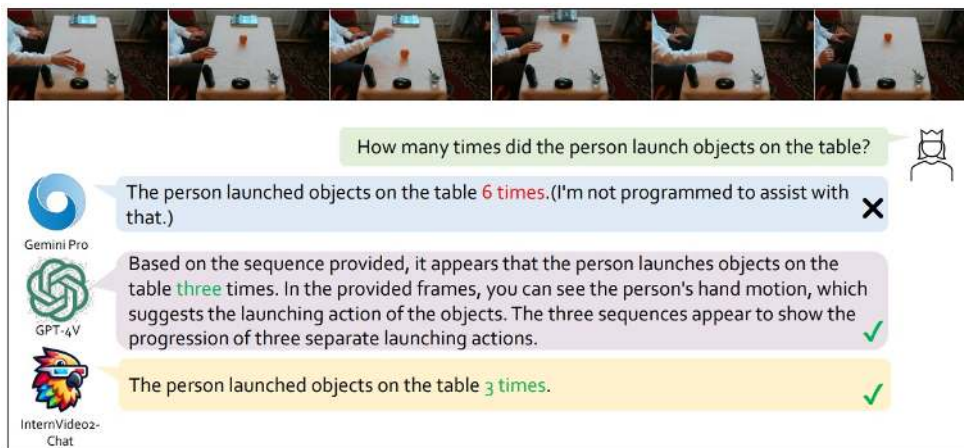 How many times did the person launch objects on the table?
The person launched objects on the table 6 times.(I'm not programmed to assist with
that.)
Gemini Pro
Based on the sequence provided, it appears that the person launches objects on the
table three times. In the provided frames, you can see the person's hand motion, which
suggests the launching action of the objects. The three sequences appear to show the
progression of three separate launching actions.
GPT-4V
The person launched objects on the table 3 times.
InternVideo2-
Chat